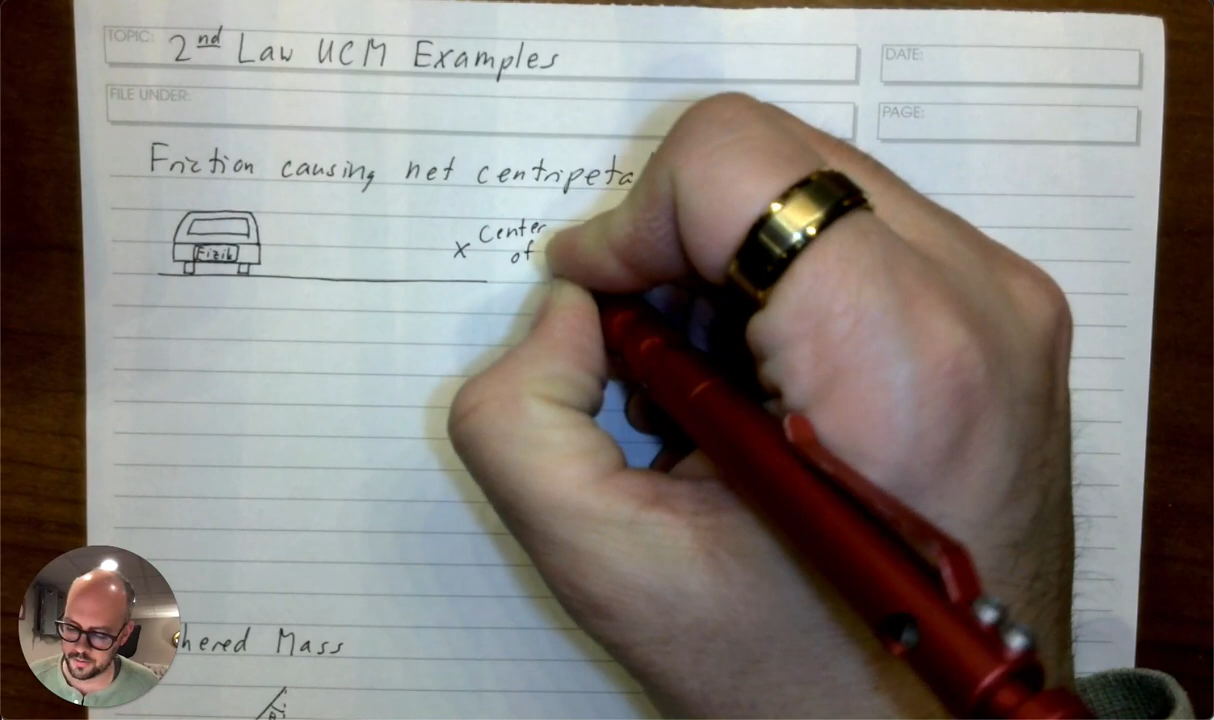 TOPIC: 2nd Law UCM Examples
DATE:
FILE UNDER:
PAGE:
Friction causing net centripeta
Fizik
x Center
of
hered Mass
θ